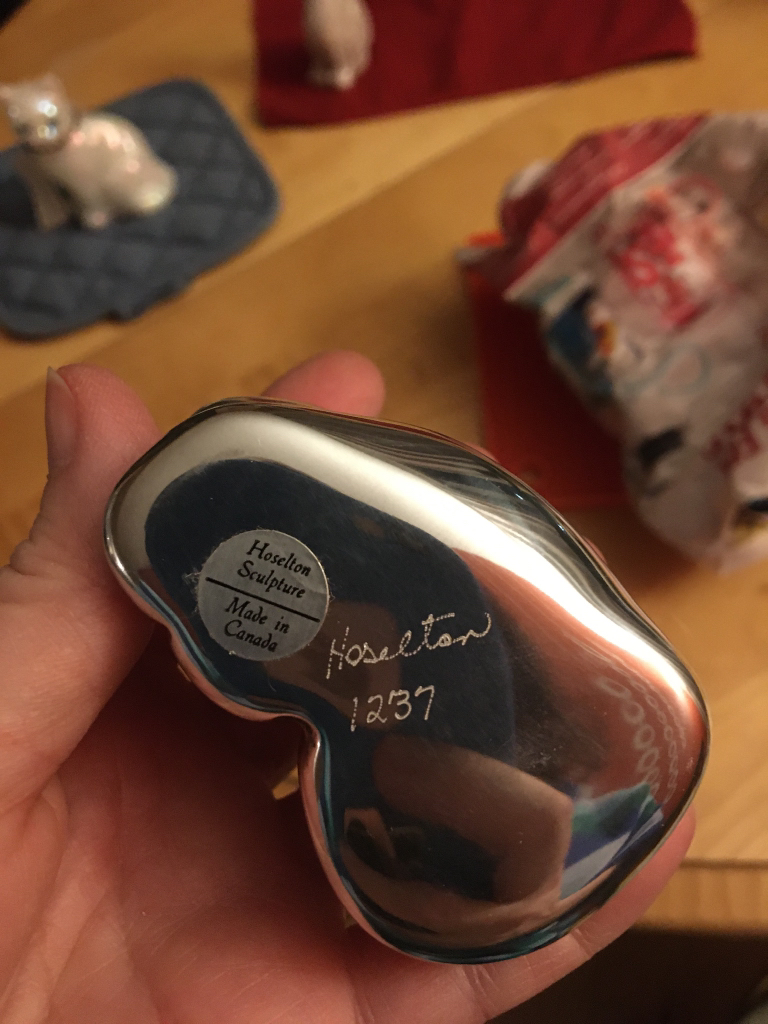 Hoselton
Sculpture
Made in
Canada
Hoselton
1237